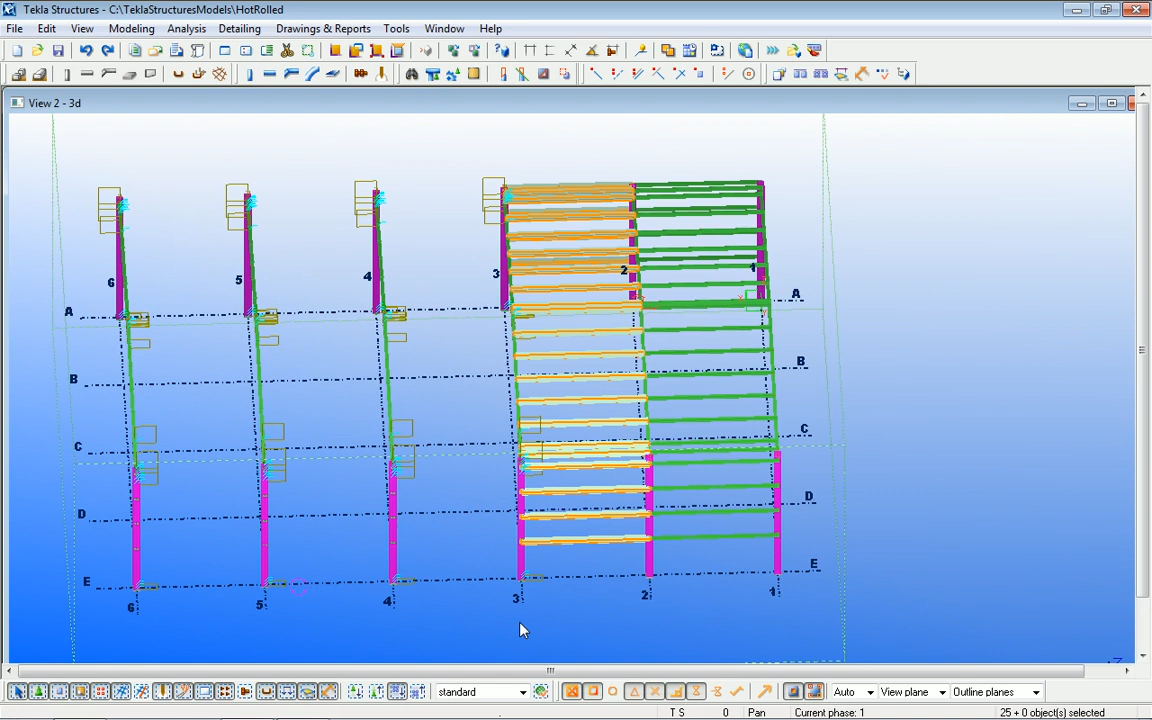 Tekla Structures - C:\TeklaStructuresModels\HotRolled
File Edit View Modeling Analysis Detailing Drawings & Reports Tools Window Help
View 2 - 3d
6 5 4 3 2 1
A A
B B
C C
D D
E E
6 5 4 3 2 1
standard Auto View plane Outline planes
T S 0 Pan Current phase: 1 25 + 0 object(s) selected